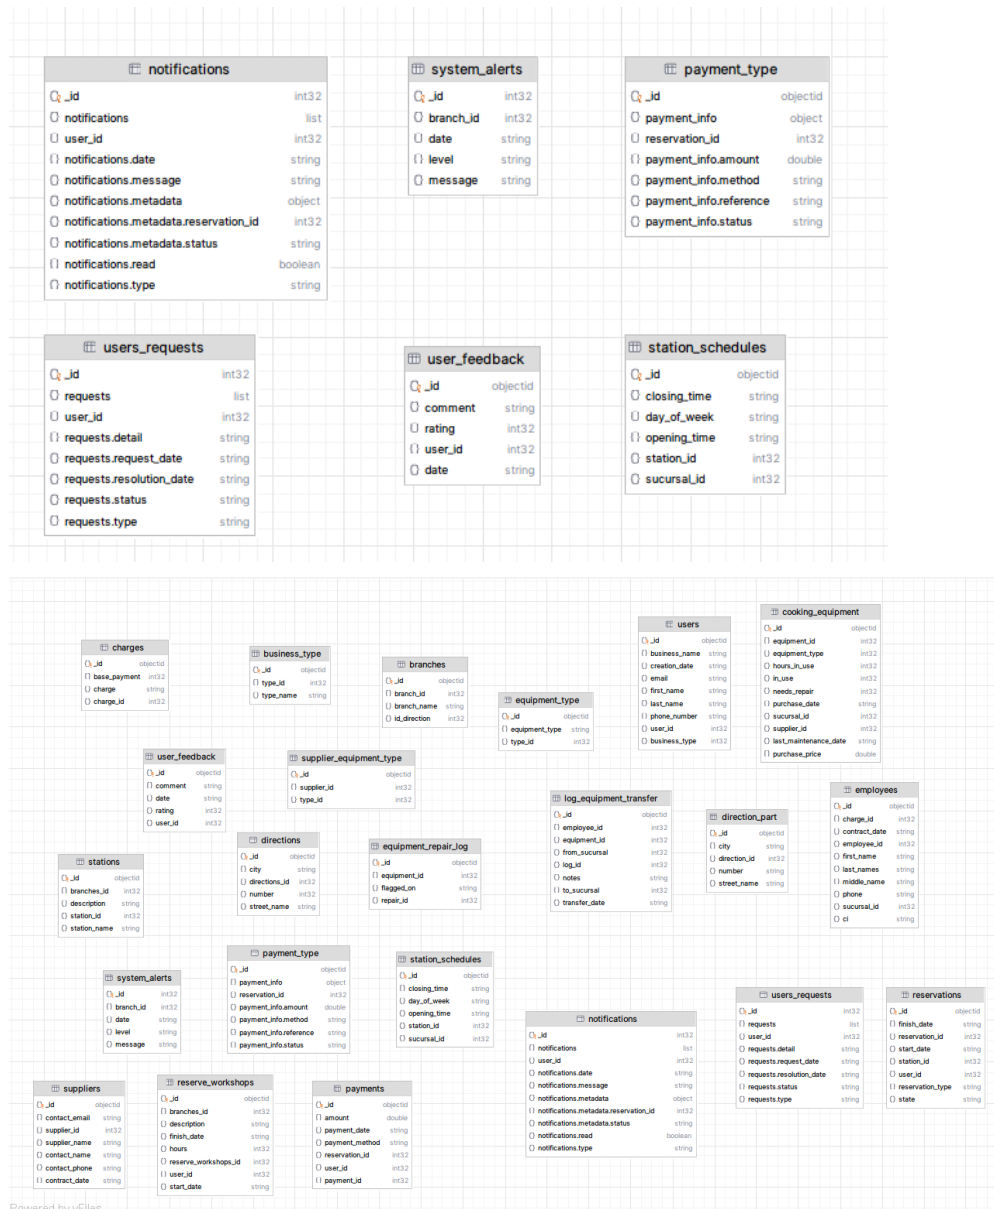 notifications
_id int32
notifications list
user_id int32
notifications.date string
notifications.message string
notifications.metadata object
notifications.metadata.reservation_id int32
notifications.metadata.status string
notifications.read boolean
notifications.type string
system_alerts
_id int32
branch_id int32
date string
level string
message string
payment_type
_id objectid
payment_info object
reservation_id int32
payment_info.amount double
payment_info.method string
payment_info.reference string
payment_info.status string
users_requests
_id int32
requests list
user_id int32
requests.detail string
requests.request_date string
requests.resolution_date string
requests.status string
requests.type string
user_feedback
_id objectid
comment string
rating int32
user_id int32
date string
station_schedules
_id objectid
closing_time string
day_of_week string
opening_time string
station_id int32
sucursal_id int32
charges
_id objectid
base_payment int32
charge string
charge_id int32
business_type
_id objectid
type_id int32
type_name string
branches
_id objectid
branch_id int32
branch_name string
id_direction int32
equipment_type
_id objectid
equipment_type string
type_id int32
users
_id objectid
business_name string
creation_date string
email string
first_name string
last_name string
phone_number string
user_id int32
business_type int32
cooking_equipment
_id objectid
equipment_id int32
equipment_type int32
hours_in_use int32
in_use int32
needs_repair int32
purchase_date string
sucursal_id int32
supplier_id int32
last_maintenance_date string
purchase_price double
user_feedback
_id objectid
comment string
date string
rating int32
user_id int32
supplier_equipment_type
_id objectid
supplier_id int32
type_id int32
log_equipment_transfer
_id objectid
employee_id int32
equipment_id int32
from_sucursal int32
log_id int32
notes string
to_sucursal int32
transfer_date string
direction_part
_id objectid
city string
direction_id int32
number string
street_name string
employees
_id objectid
charge_id int32
contract_date string
employee_id int32
first_name string
last_names string
middle_name string
phone string
sucursal_id int32
ci string
stations
_id objectid
branches_id int32
description string
station_id int32
station_name string
directions
_id objectid
city string
directions_id int32
number int32
street_name string
equipment_repair_log
_id objectid
equipment_id int32
flagged_on string
repair_id int32
system_alerts
_id int32
branch_id int32
date string
level string
message string
payment_type
_id objectid
payment_info object
reservation_id int32
payment_info.amount double
payment_info.method string
payment_info.reference string
payment_info.status string
station_schedules
_id objectid
closing_time string
day_of_week string
opening_time string
station_id int32
sucursal_id int32
notifications
_id int32
notifications list
user_id int32
notifications.date string
notifications.message string
notifications.metadata object
notifications.metadata.reservation_id int32
notifications.metadata.status string
notifications.read boolean
notifications.type string
users_requests
_id int32
requests list
user_id int32
requests.detail string
requests.request_date string
requests.resolution_date string
requests.status string
requests.type string
reservations
_id objectid
finish_date string
reservation_id int32
start_date string
station_id int32
user_id int32
reservation_type string
state string
suppliers
_id objectid
contact_email string
supplier_id int32
supplier_name string
contact_name string
contact_phone string
contract_date string
reserve_workshops
_id objectid
branches_id int32
description string
finish_date string
hours int32
reserve_workshops_id int32
user_id int32
start_date string
payments
_id objectid
amount double
payment_date string
payment_method string
reservation_id int32
user_id int32
payment_id int32
Powered by yFiles